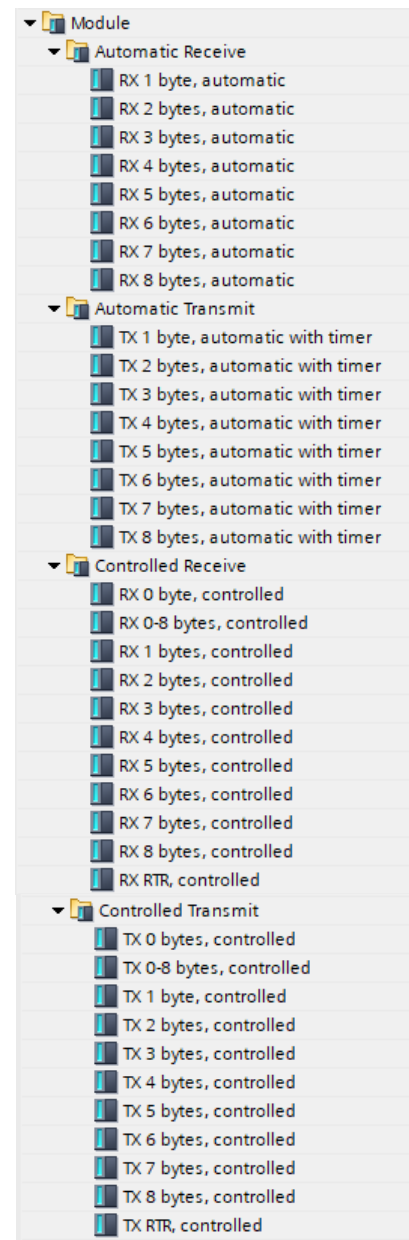 Module
Automatic Receive
RX 1 byte, automatic
RX 2 bytes, automatic
RX 3 bytes, automatic
RX 4 bytes, automatic
RX 5 bytes, automatic
RX 6 bytes, automatic
RX 7 bytes, automatic
RX 8 bytes, automatic
Automatic Transmit
TX 1 byte, automatic with timer
TX 2 bytes, automatic with timer
TX 3 bytes, automatic with timer
TX 4 bytes, automatic with timer
TX 5 bytes, automatic with timer
TX 6 bytes, automatic with timer
TX 7 bytes, automatic with timer
TX 8 bytes, automatic with timer
Controlled Receive
RX 0 byte, controlled
RX 0-8 bytes, controlled
RX 1 bytes, controlled
RX 2 bytes, controlled
RX 3 bytes, controlled
RX 4 bytes, controlled
RX 5 bytes, controlled
RX 6 bytes, controlled
RX 7 bytes, controlled
RX 8 bytes, controlled
RX RTR, controlled
Controlled Transmit
TX 0 bytes, controlled
TX 0-8 bytes, controlled
TX 1 byte, controlled
TX 2 bytes, controlled
TX 3 bytes, controlled
TX 4 bytes, controlled
TX 5 bytes, controlled
TX 6 bytes, controlled
TX 7 bytes, controlled
TX 8 bytes, controlled
TX RTR, controlled